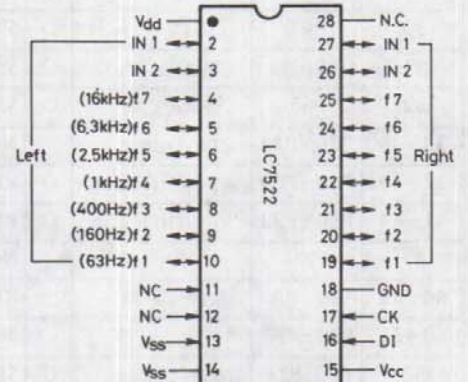 Vdd 28 N.C.
IN 1 2 27 IN 1
IN 2 3 26 IN 2
(16kHz)f7 4 25 f7
(6,3kHz)f6 5 24 f6
Left (2,5kHz)f5 6 23 f5 Right
(1kHz)f4 7 22 f4
(400Hz)f3 8 21 f3
(160Hz)f2 9 20 f2
(63Hz)f1 10 19 f1
NC 11 18 GND
NC 12 17 CK
Vss 13 16 DI
Vss 14 15 Vcc
LC7522